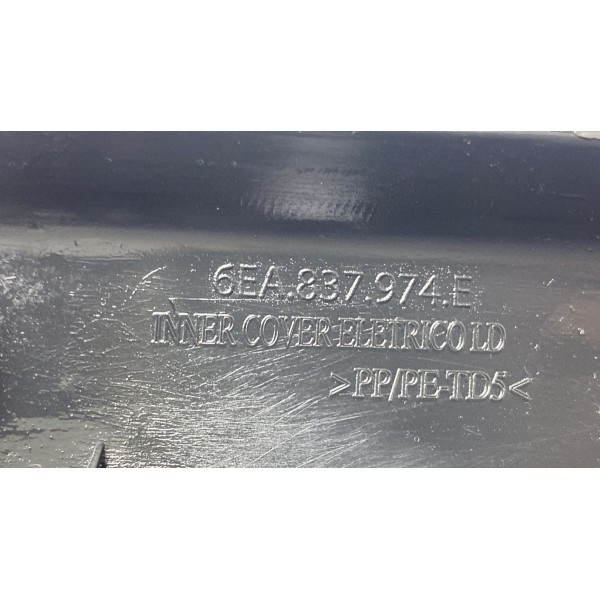 6EA.837.974.E
INNER COVER-ELETRICO LD
>PP/PE-TD5<